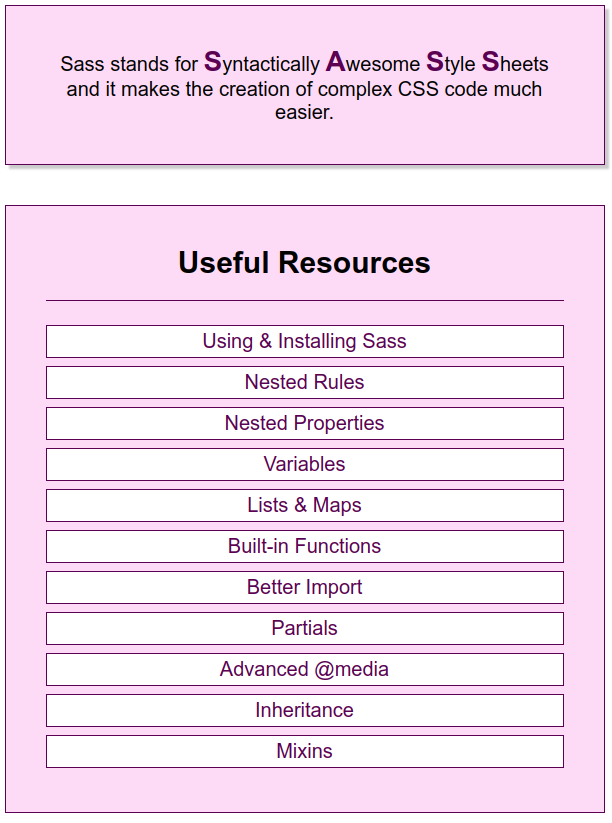 Sass stands for Syntactically Awesome Style Sheets
and it makes the creation of complex CSS code much
easier.
Useful Resources
Using & Installing Sass
Nested Rules
Nested Properties
Variables
Lists & Maps
Built-in Functions
Better Import
Partials
Advanced @media
Inheritance
Mixins